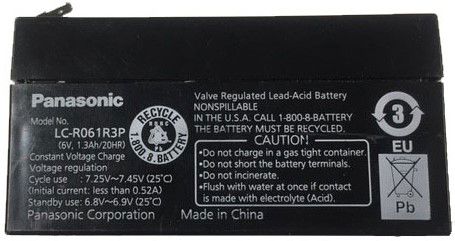 Panasonic
Model No.
LC-R061R3P
(6V, 1.3Ah/20HR)
Constant Voltage Charge
Voltage regulation
Cycle use : 7.25V~7.45V (25℃)
(Initial current: less than 0.52A)
Standby use: 6.8V~6.9V (25℃)
Panasonic Corporation
RECYCLE
1.800.8-BATTERY
Pb
Valve Regulated Lead-Acid Battery
NONSPILLABLE
IN THE U.S.A. CALL 1-800-8-BATTERY
THE BATTERY MUST BE RECYCLED.
CAUTION
•Do not charge in a gas tight container.
•Do not short the battery terminals.
•Do not incinerate.
•Flush with water at once if contact
is made with electrolyte (Acid).
Made in China
3
EU
Pb